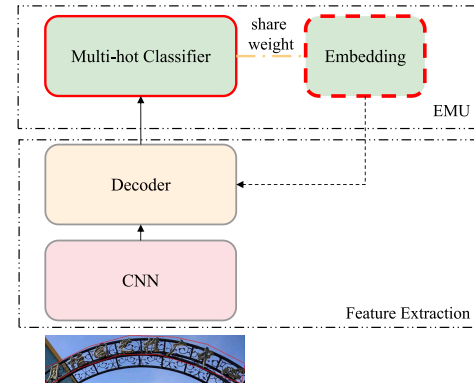 share
weight
Multi-hot Classifier
Embedding
EMU
Decoder
CNN
Feature Extraction